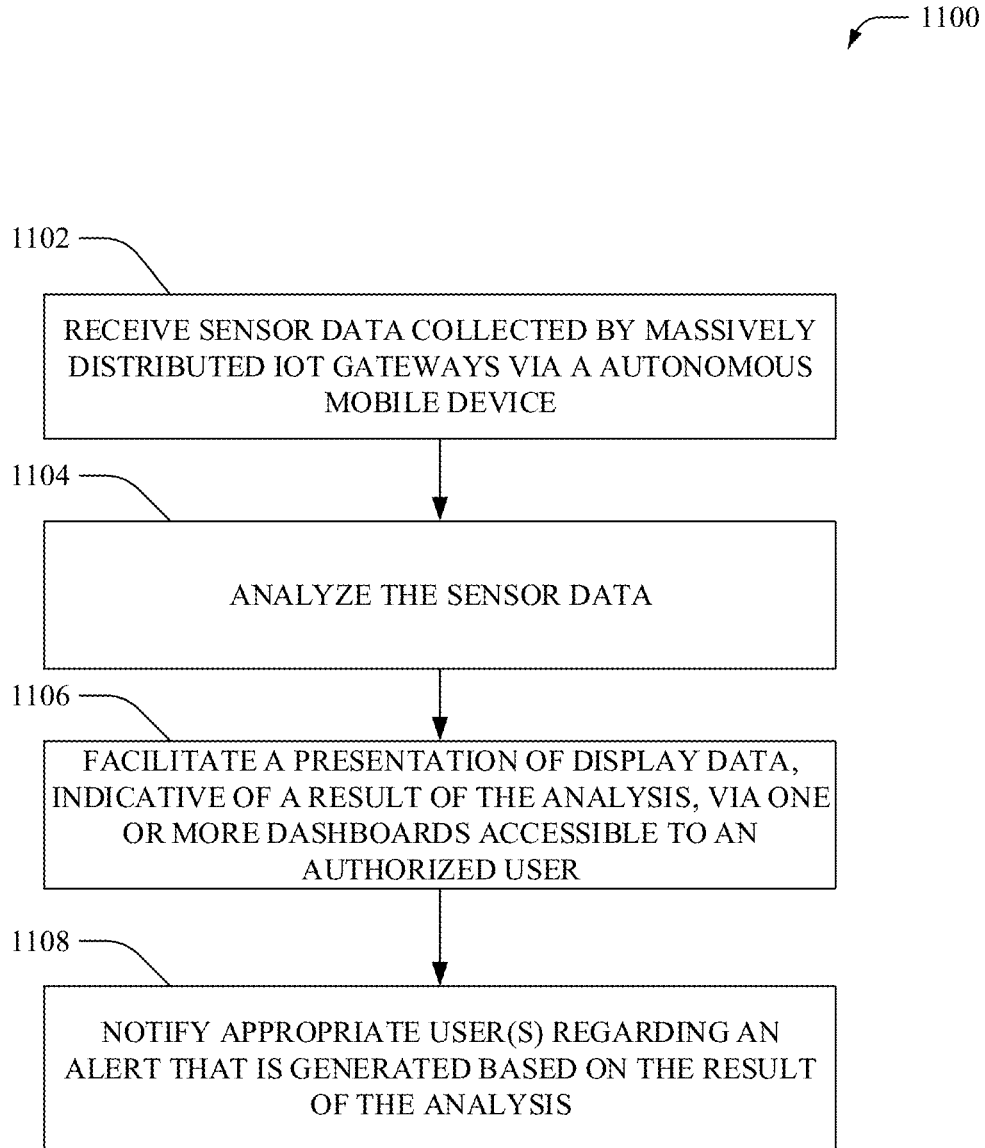 1100
1102
RECEIVE SENSOR DATA COLLECTED BY MASSIVELY
DISTRIBUTED IOT GATEWAYS VIA A AUTONOMOUS
MOBILE DEVICE
1104
ANALYZE THE SENSOR DATA
1106
FACILITATE A PRESENTATION OF DISPLAY DATA,
INDICATIVE OF A RESULT OF THE ANALYSIS, VIA ONE
OR MORE DASHBOARDS ACCESSIBLE TO AN
AUTHORIZED USER
1108
NOTIFY APPROPRIATE USER(S) REGARDING AN
ALERT THAT IS GENERATED BASED ON THE RESULT
OF THE ANALYSIS